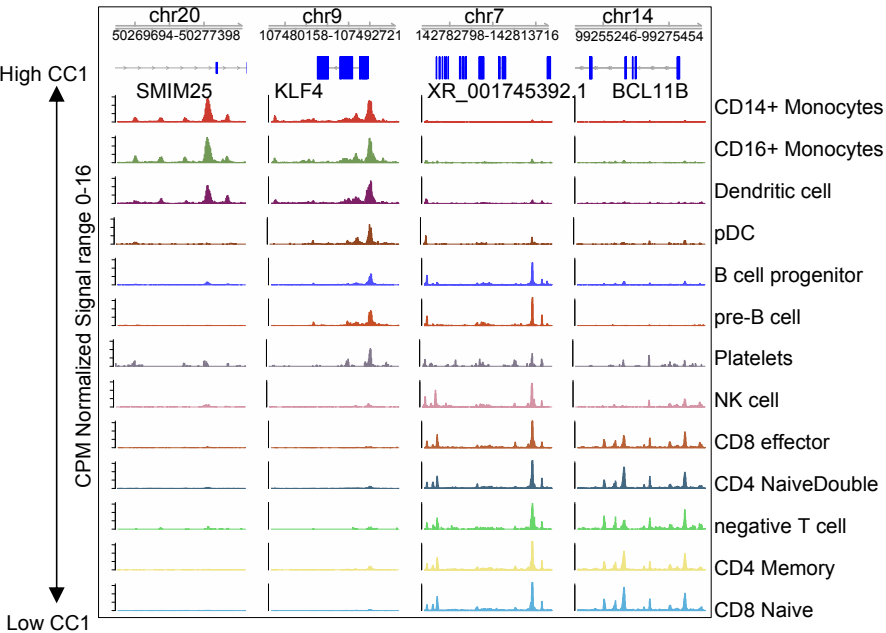 chr20 chr9 chr7 chr14
50269694-50277398 107480158-107492721 142782798-142813716 99255246-99275454
High CC1
SMIM25 KLF4 XR_001745392.1 BCL11B
CPM Normalized Signal range 0-16
CD14+ Monocytes
CD16+ Monocytes
Dendritic cell
pDC
B cell progenitor
pre-B cell
Platelets
NK cell
CD8 effector
CD4 NaiveDouble
negative T cell
CD4 Memory
CD8 Naive
Low CC1